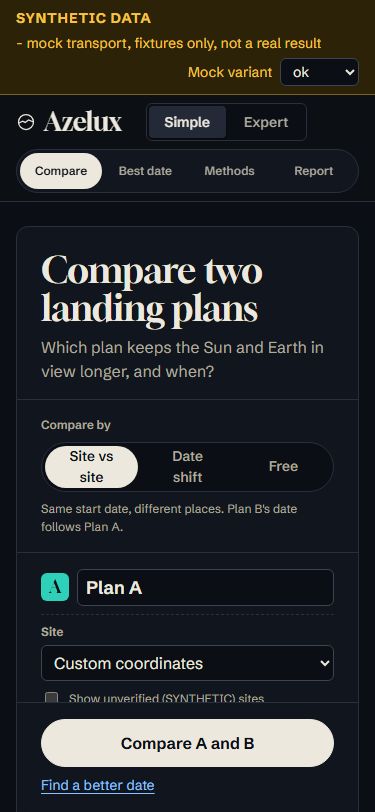 SYNTHETIC DATA
- mock transport, fixtures only, not a real result
Mock variant ok
Azelux Simple Expert
Compare Best date Methods Report
Compare two
landing plans
Which plan keeps the Sun and Earth in
view longer, and when?
Compare by
Site vs
site
Date
shift
Free
Same start date, different places. Plan B's date
follows Plan A.
A Plan A
Site
Custom coordinates
Show unverified (SYNTHETIC) sites
Compare A and B
Find a better date